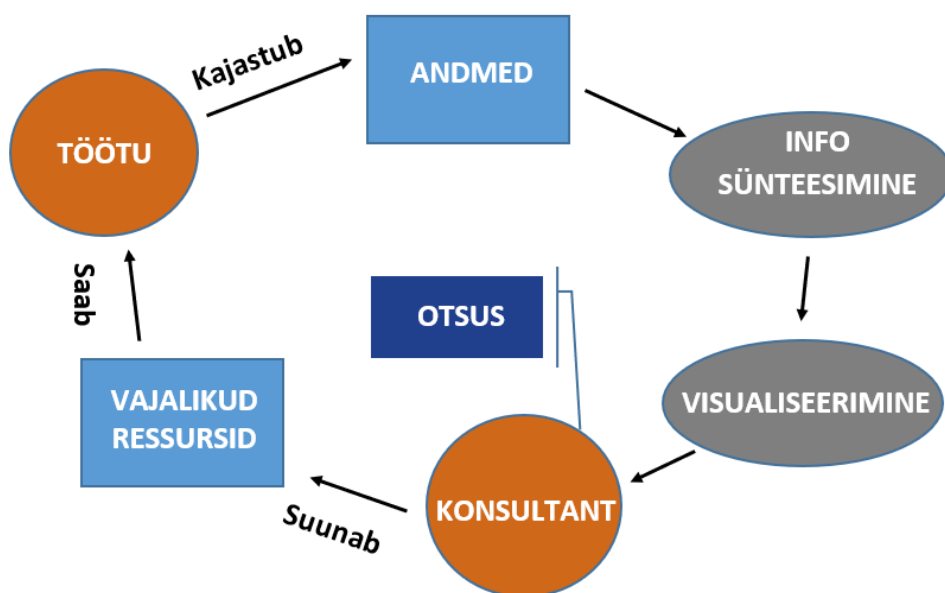 Kajastub
ANDMED
TÖÖTU
INFO
SÜNTEESIMINE
Saab
OTSUS
VAJALIKUD
RESSURSID
VISUALISEERIMINE
KONSULTANT
Suunab